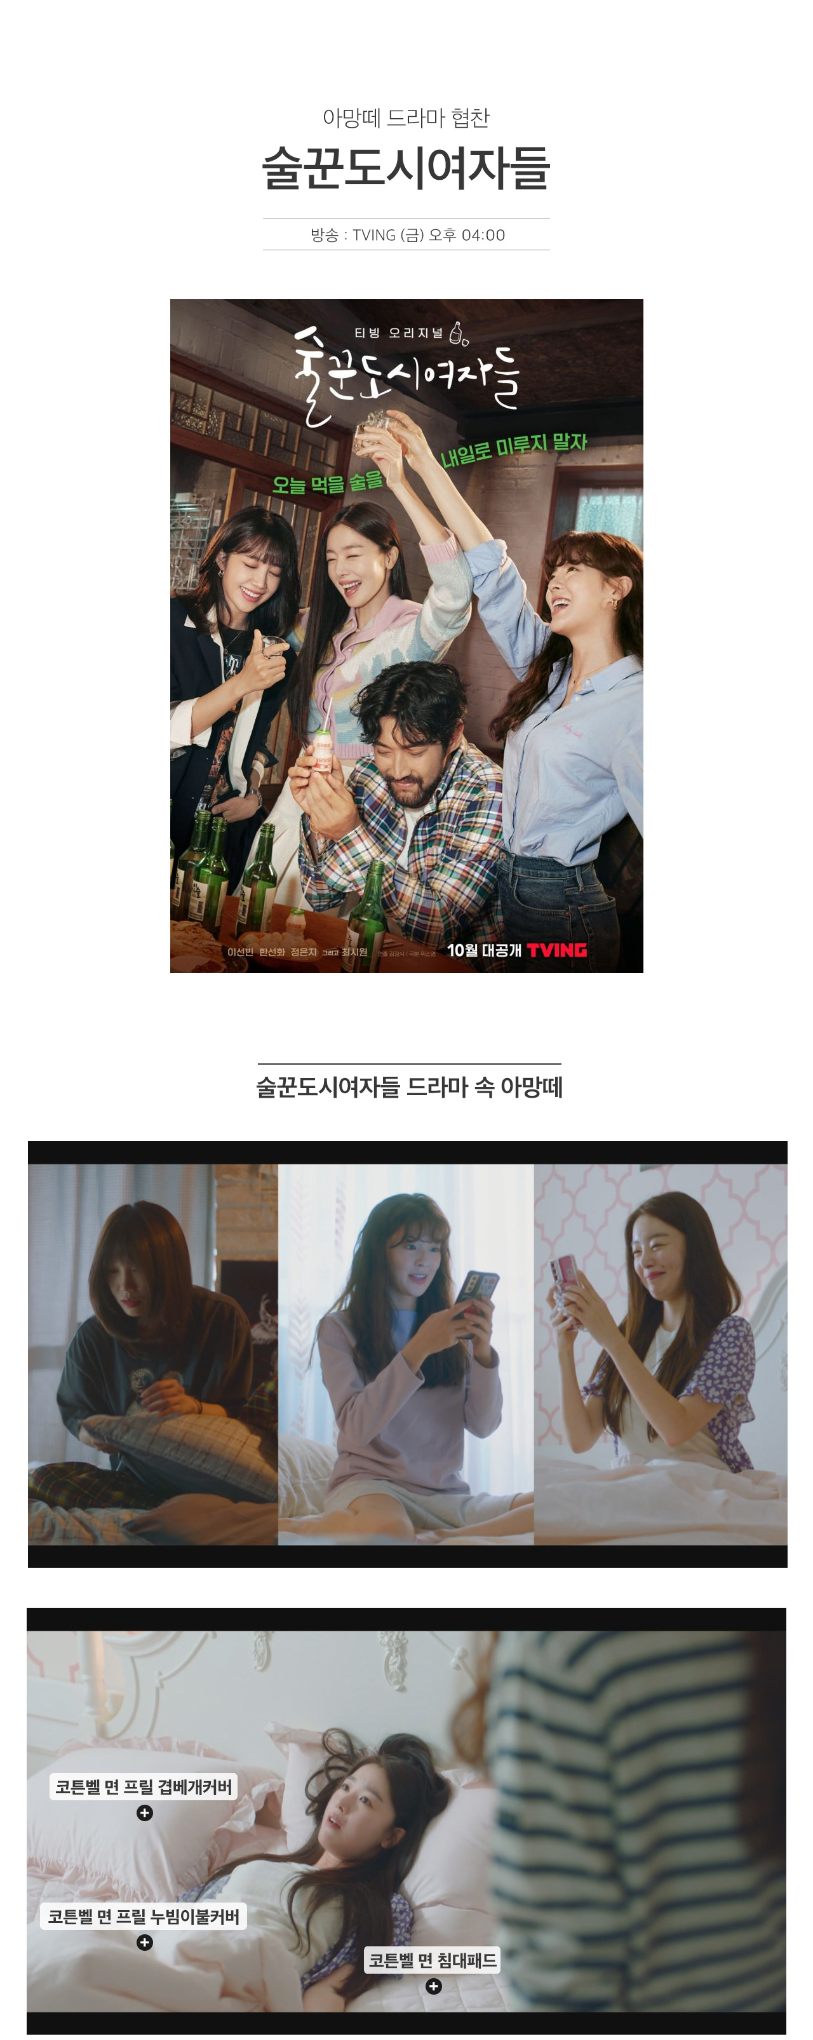 아망떼 드라마 협찬
술꾼도시여자들
방송 : TVING (금) 오후 04:00
티빙 오리지널
술꾼도시여자들
오늘 먹을 술을
내일로 미루지 말자
이선빈 한선화 정은지 그리고 최시원
10월 대공개 TVING
술꾼도시여자들 드라마 속 아망떼
코튼벨 면 프릴 겹베개커버
코튼벨 면 프릴 누빔이불커버
코튼벨 면 침대패드